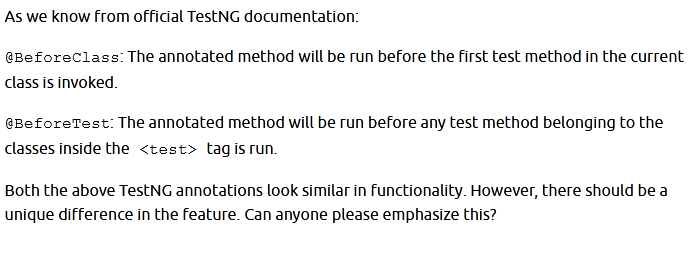 As we know from official TestNG documentation:
@BeforeClass: The annotated method will be run before the first test method in the current
class is invoked.
@BeforeTest: The annotated method will be run before any test method belonging to the
classes inside the <test> tag is run.
Both the above TestNG annotations look similar in functionality. However, there should be a
unique difference in the feature. Can anyone please emphasize this?